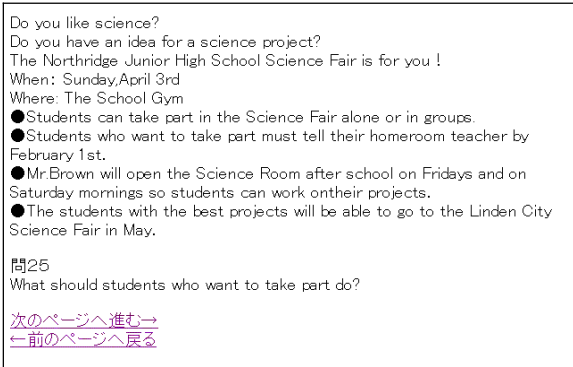 Do you like science?
Do you have an idea for a science project?
The Northridge Junior High School Science Fair is for you！
When: Sunday,April 3rd
Where: The School Gym
●Students can take part in the Science Fair alone or in groups.
●Students who want to take part must tell their homeroom teacher by
February 1st.
●Mr.Brown will open the Science Room after school on Fridays and on
Saturday mornings so students can work ontheir projects.
●The students with the best projects will be able to go to the Linden City
Science Fair in May.
問25
What should students who want to take part do?
次のページへ進む→
←前のページへ戻る